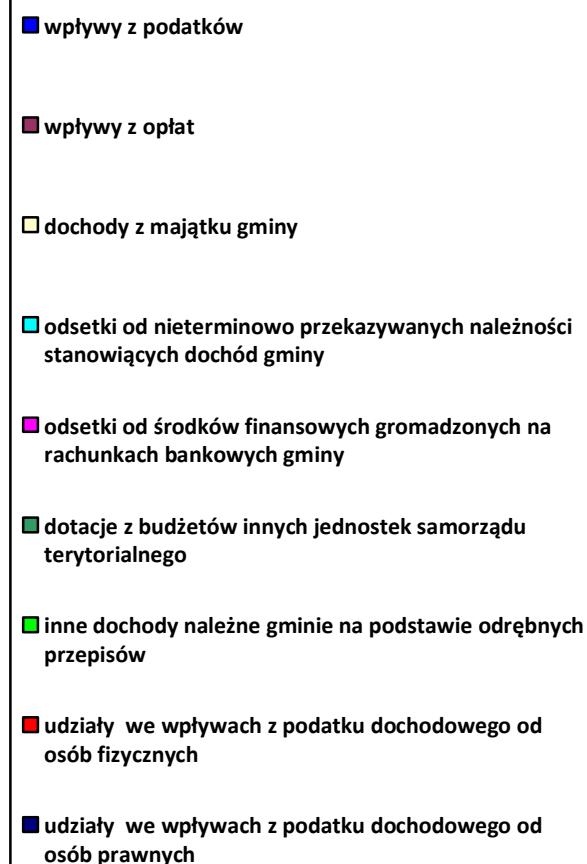 wpływy z podatków
wpływy z opłat
dochody z majątku gminy
odsetki od nieterminowo przekazywanych należności
stanowiących dochód gminy
odsetki od środków finansowych gromadzonych na
rachunkach bankowych gminy
dotacje z budżetów innych jednostek samorządu
terytorialnego
inne dochody należne gminie na podstawie odrębnych
przepisów
udziały  we wpływach z podatku dochodowego od
osób fizycznych
udziały  we wpływach z podatku dochodowego od
osób prawnych